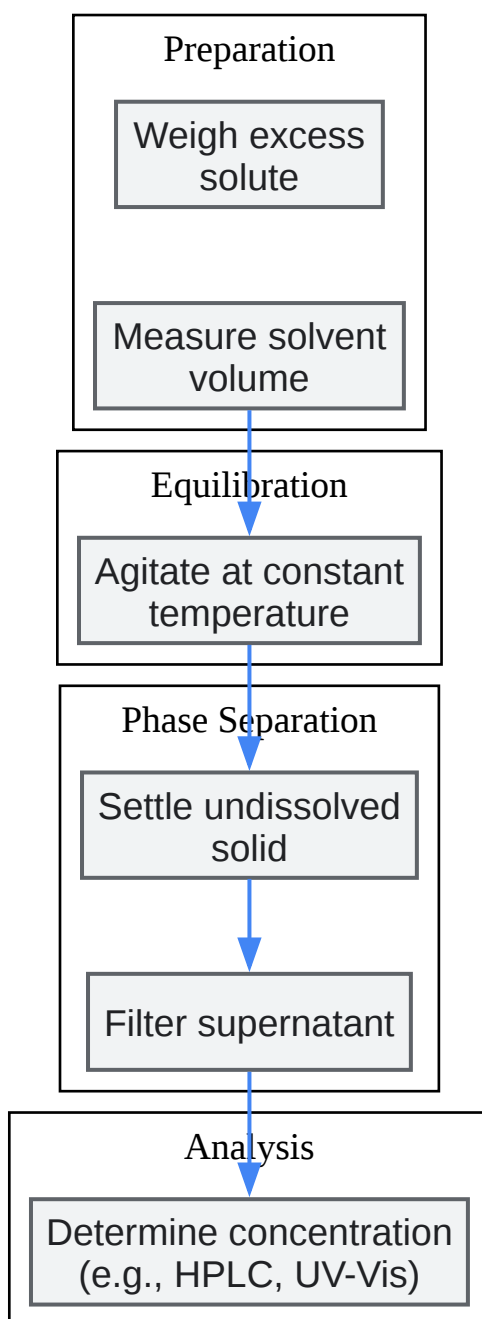 Preparation
Weigh excess
solute
Measure solvent
volume
Equilibration
Agitate at constant
temperature
Phase Separation
Settle undissolved
solid
Filter supernatant
Analysis
Determine concentration
(e.g., HPLC, UV-Vis)